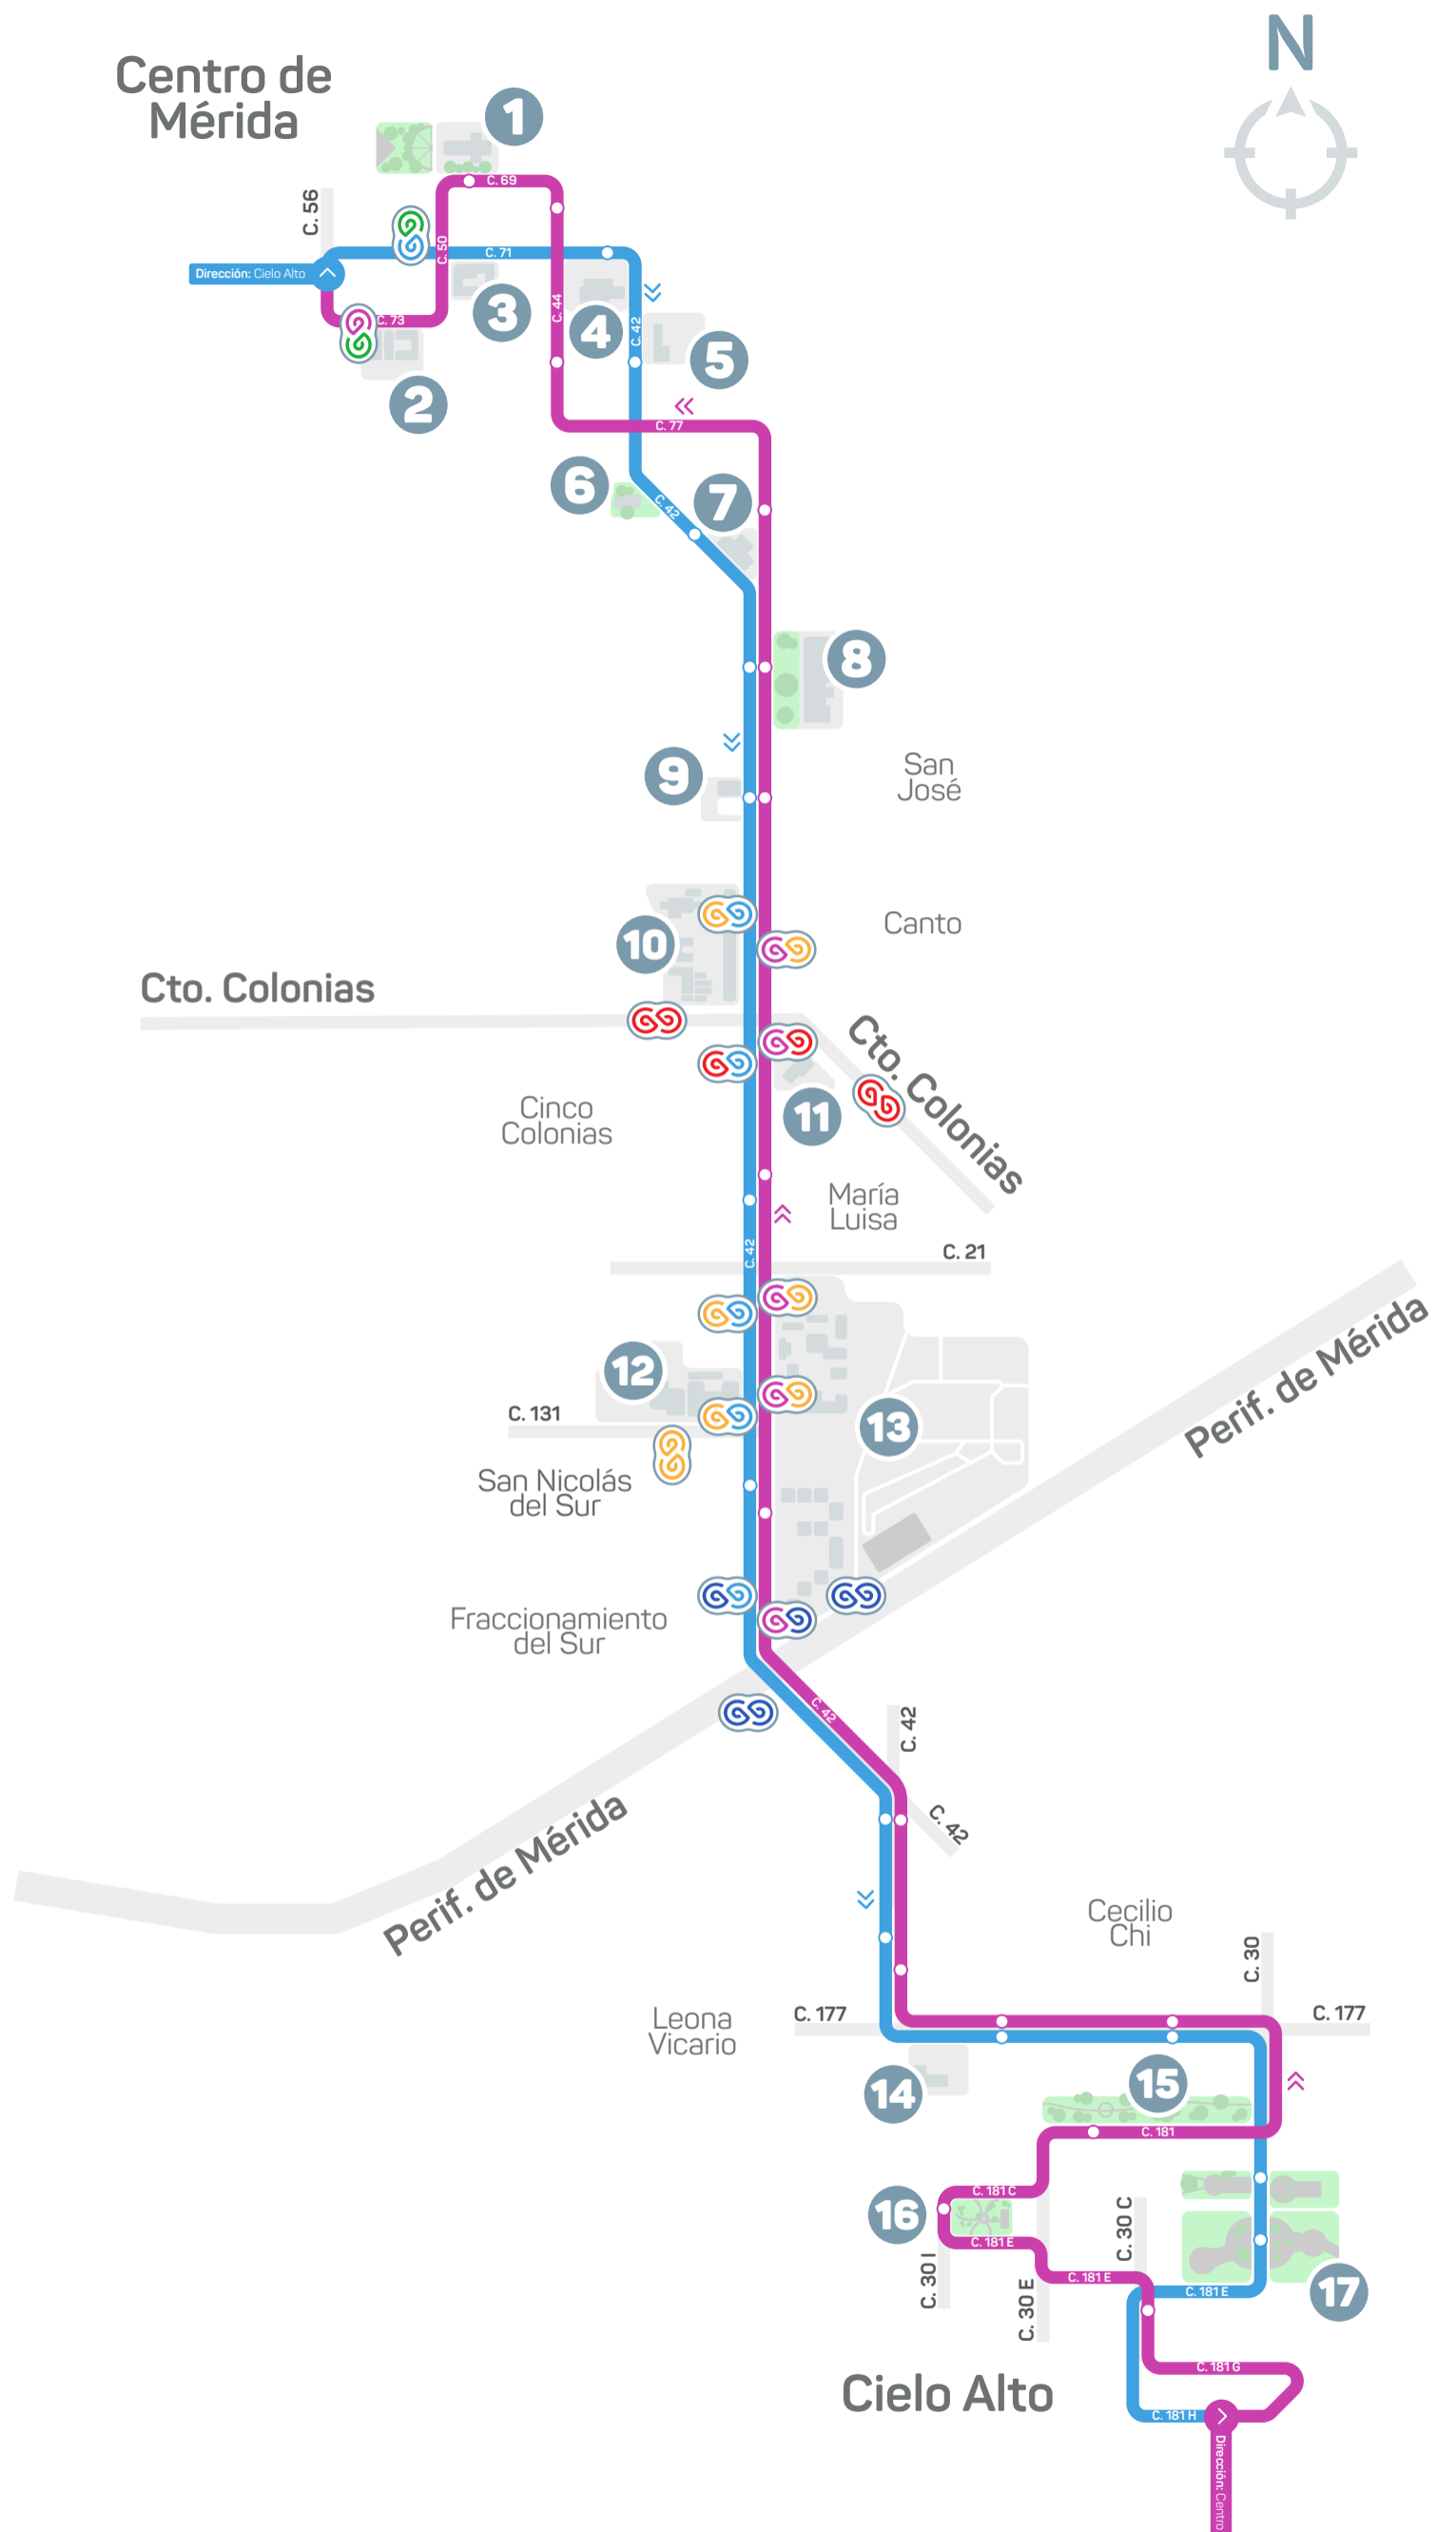 N
Centro de
Mérida
1
C. 69
C. 56
C. 50
C. 71
Dirección: Cielo Alto
3
C. 44
4
C. 42
5
C. 73
2
C. 77
6
C. 42
7
8
9
San
José
10
Canto
Cto. Colonias
Cto. Colonias
11
Cinco
Colonias
María
Luisa
C. 42
C. 21
12
13
C. 131
San Nicolás
del Sur
Perif. de Mérida
Fraccionamiento
del Sur
C. 42
C. 42
C. 42
Perif. de Mérida
Cecilio
Chi
C. 30
Leona
Vicario
C. 177
C. 177
14
15
C. 181
16
C. 181 C
C. 181 E
C. 30 I
C. 30 E
C. 30 C
C. 181 E
C. 181 E
17
C. 181 G
Cielo Alto
C. 181 H
Dirección: Centro